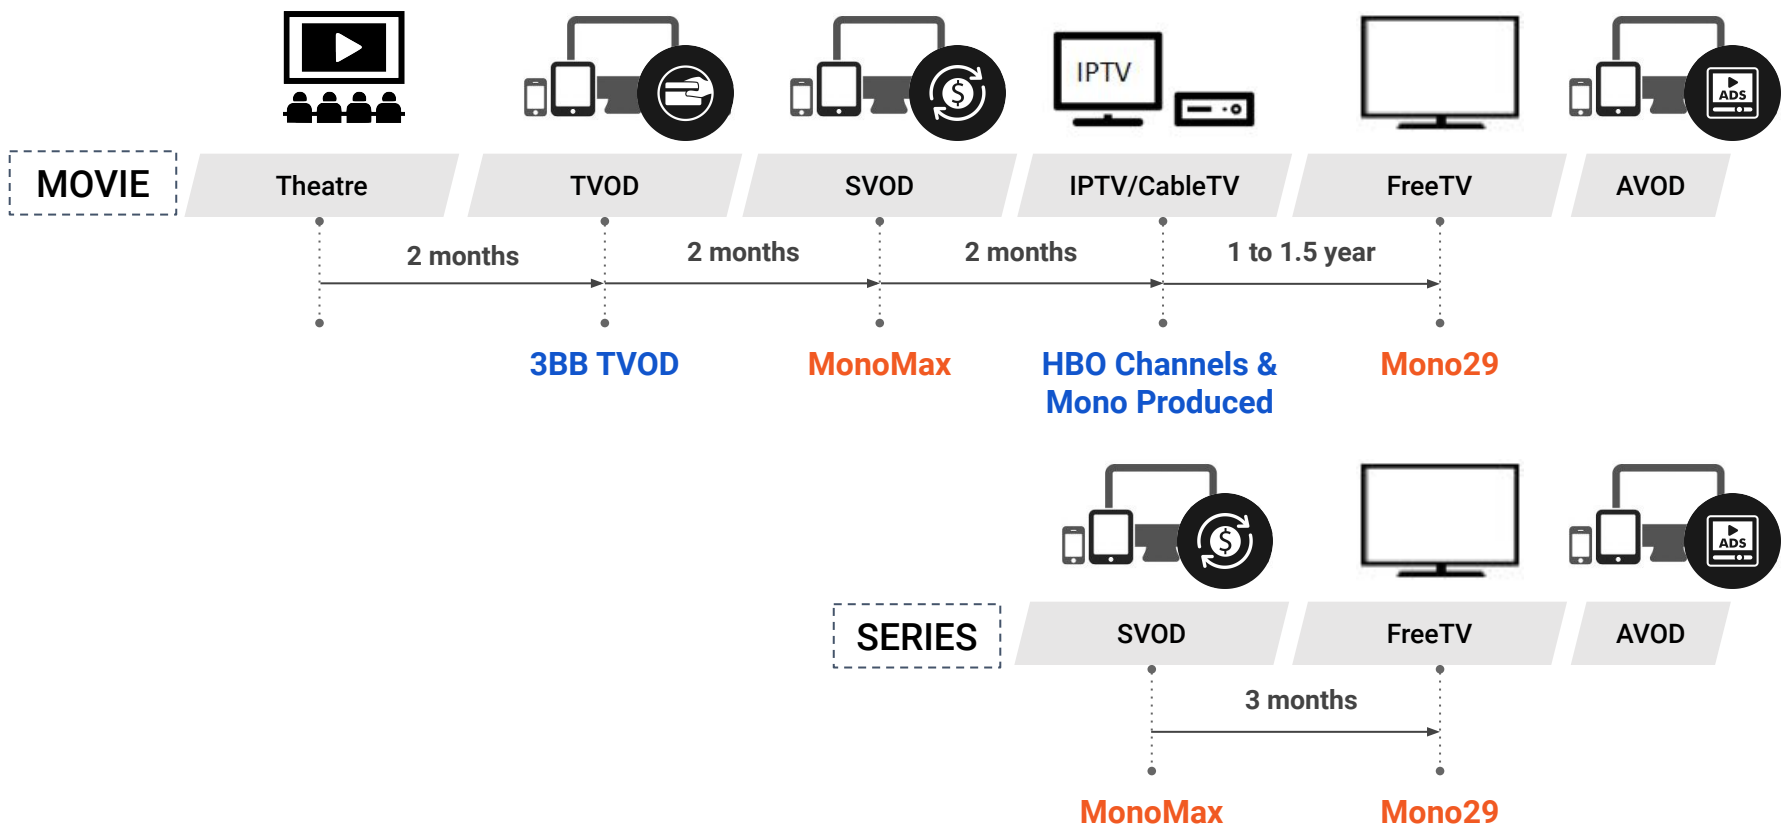 IPTV
ADS
MOVIE
Theatre
TVOD
SVOD
IPTV/CableTV
FreeTV
AVOD
2 months
2 months
2 months
1 to 1.5 year
3BB TVOD
MonoMax
HBO Channels &
Mono Produced
Mono29
$
$
ADS
SERIES
SVOD
FreeTV
AVOD
3 months
MonoMax
Mono29